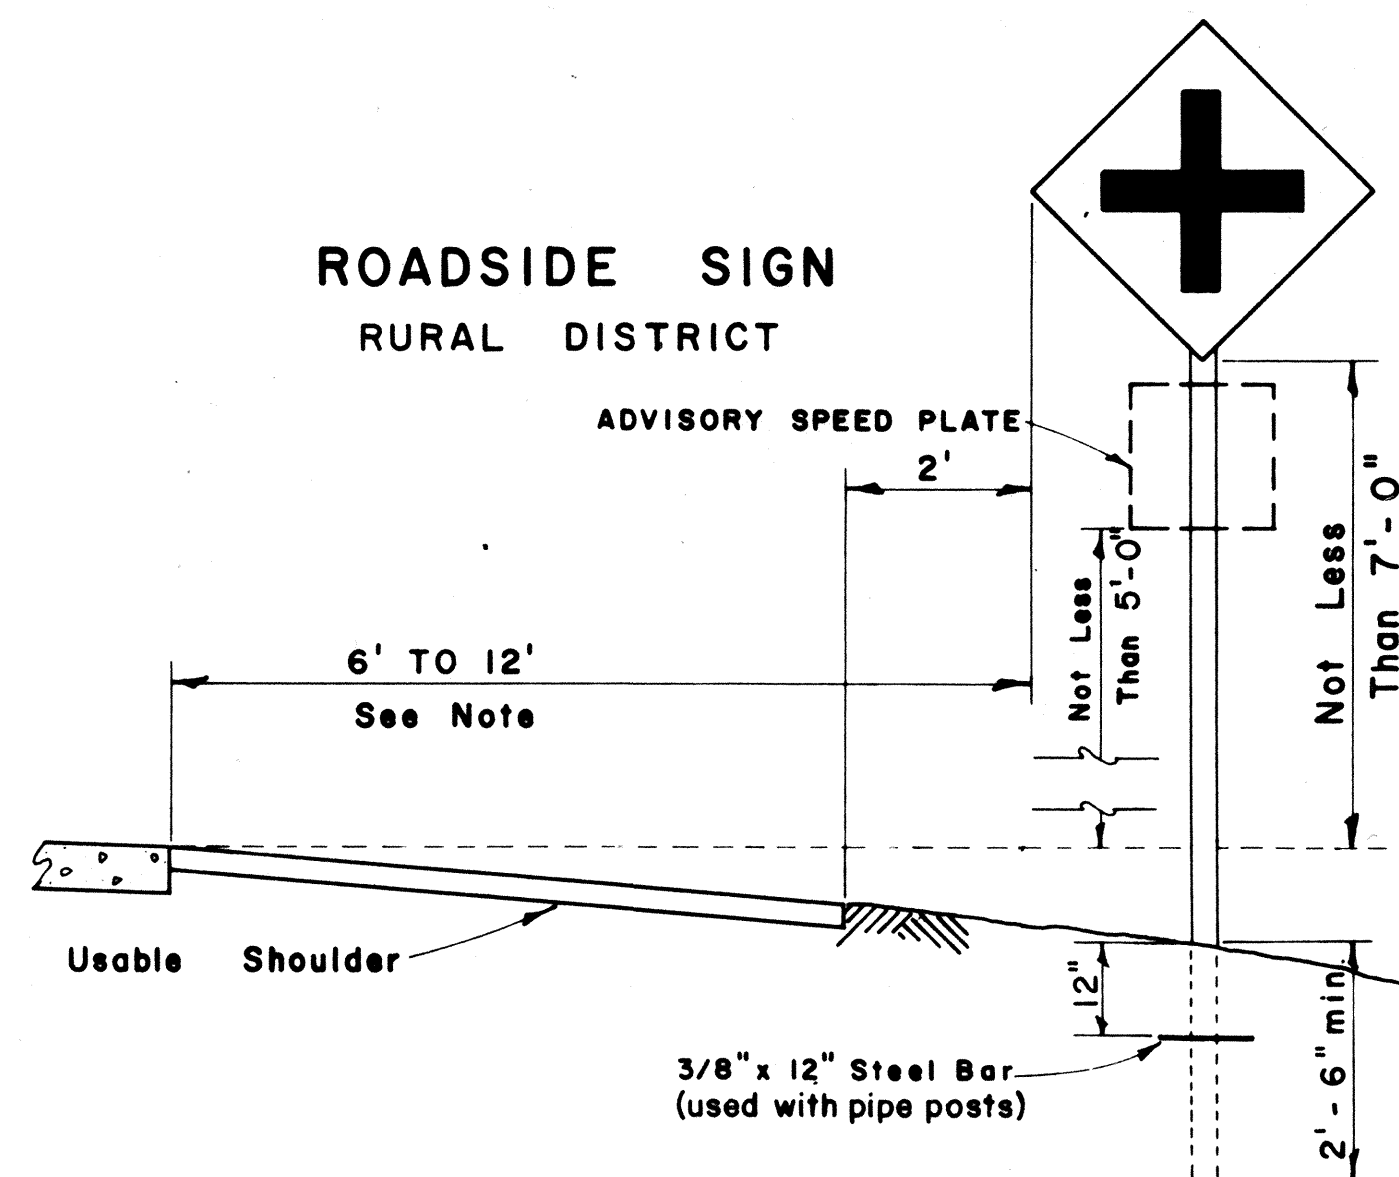 ROADSIDE SIGN
RURAL DISTRICT
ADVISORY SPEED PLATE
2'
6' TO 12'
See Note
Not Less
Than 5'-0"
Not Less
Than 7'-0"
Usable Shoulder
12"
3/8" x 12" Steel Bar
(used with pipe posts)
2'-6" min.